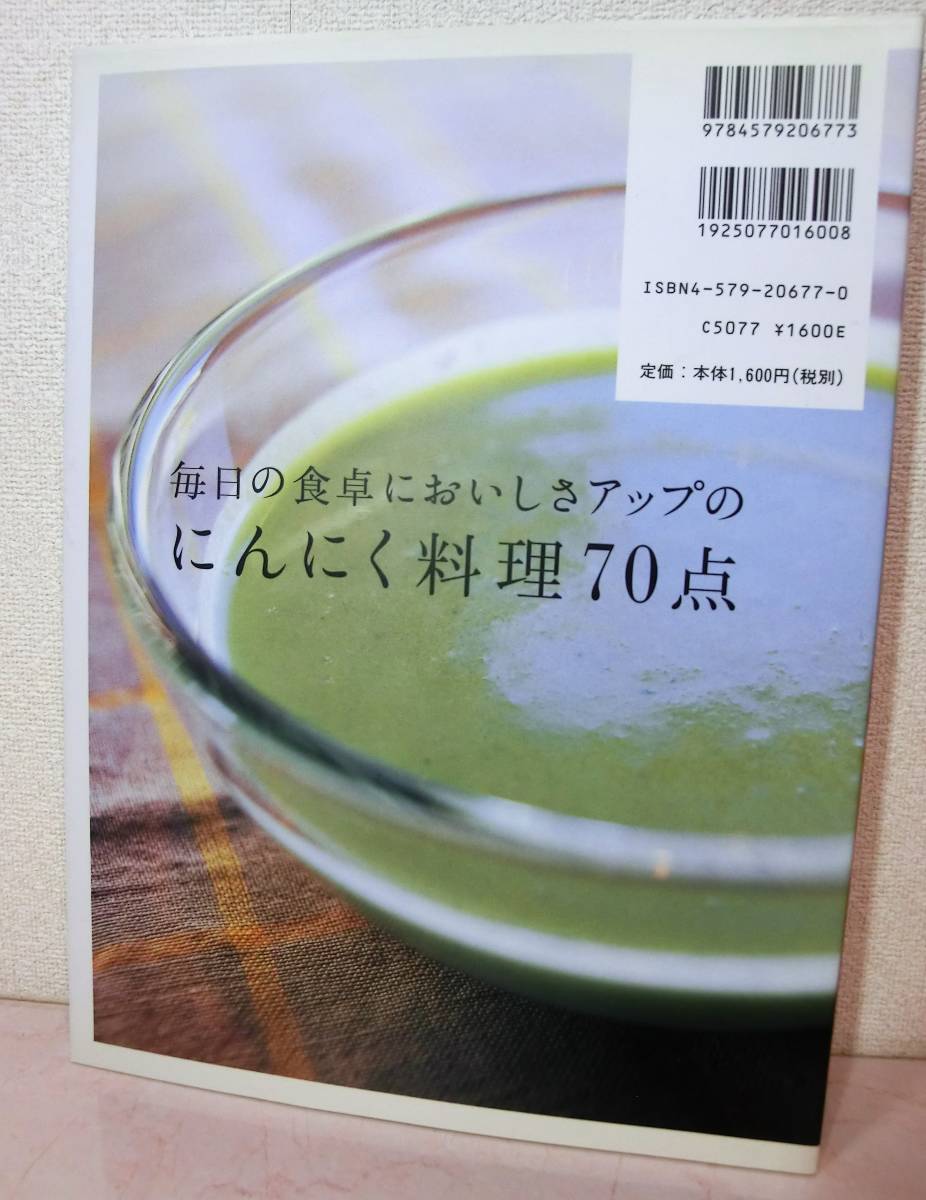 9784579206773
1925077016008
ISBN4-579-20677-0
C5077 ¥1600E
定価：本体1,600円(税別)
毎日の食卓においしさアップの
にんにく料理70点